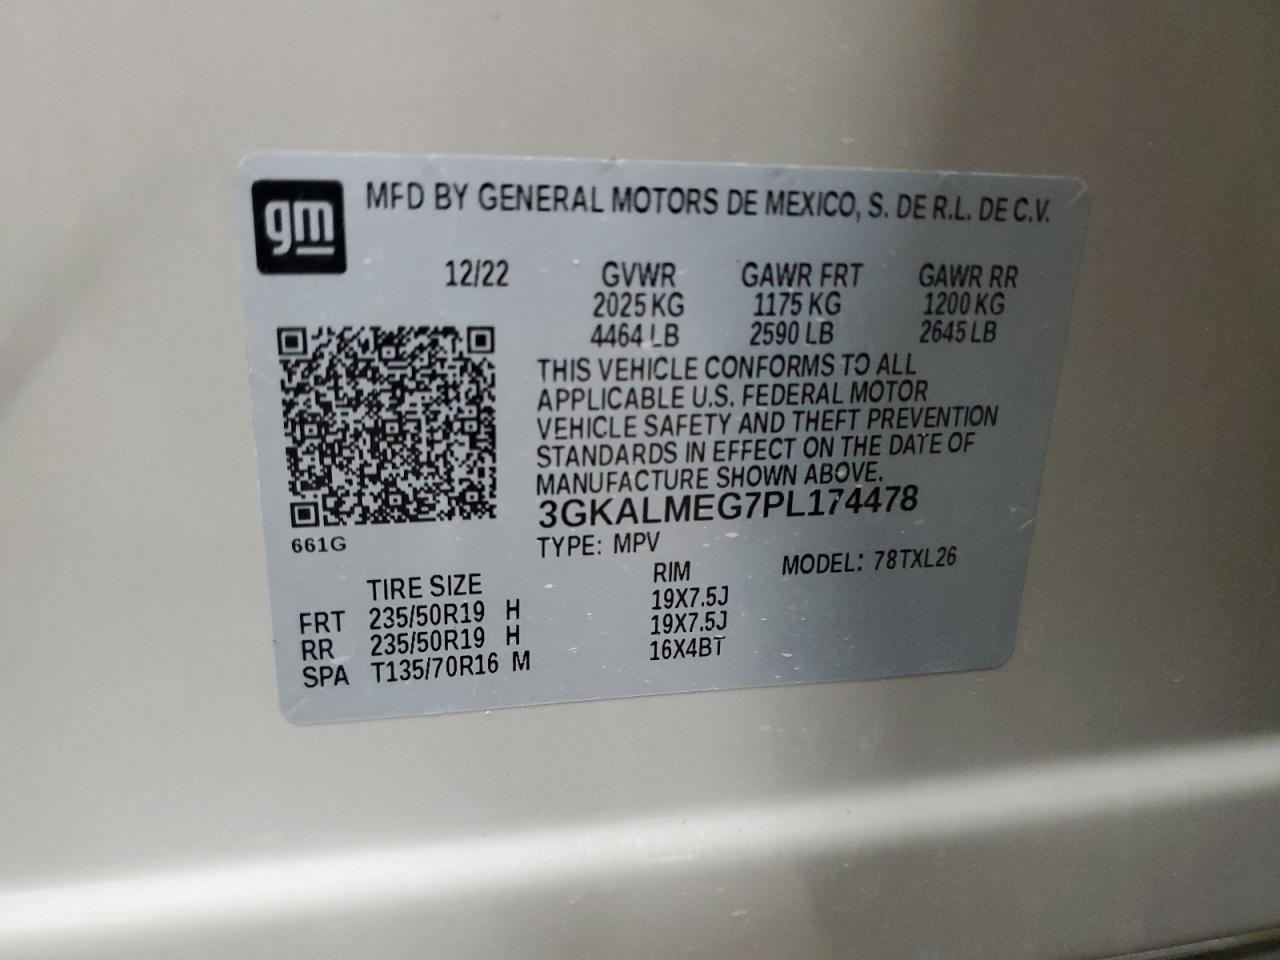 gm
MFD BY GENERAL MOTORS DE MEXICO, S. DE R.L. DE C.V.
12/22 GVWR GAWR FRT GAWR RR
2025 KG 1175 KG 1200 KG
4464 LB 2590 LB 2645 LB
THIS VEHICLE CONFORMS TO ALL
APPLICABLE U.S. FEDERAL MOTOR
VEHICLE SAFETY AND THEFT PREVENTION
STANDARDS IN EFFECT ON THE DATE OF
MANUFACTURE SHOWN ABOVE.
3GKALMEG7PL174478
661G
TYPE: MPV MODEL: 78TXL26
TIRE SIZE RIM
FRT 235/50R19 H 19X7.5J
RR 235/50R19 H 19X7.5J
SPA T135/70R16 M 16X4BT